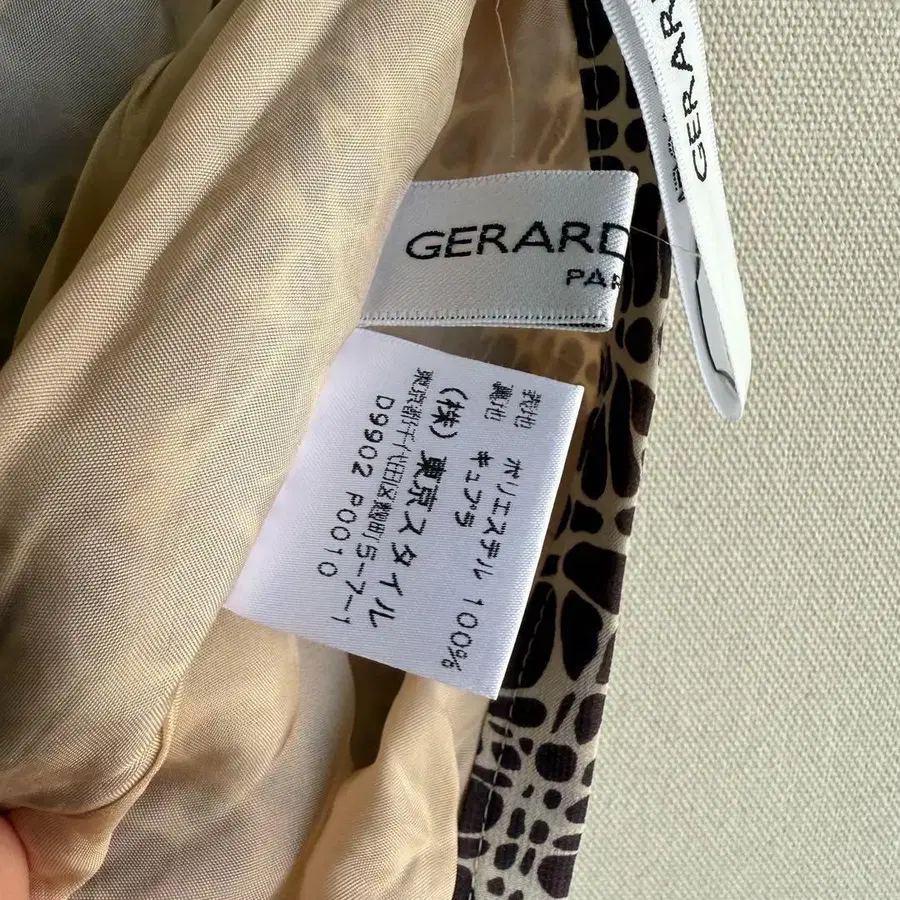 GERARD
PAR
GERAR
表地 ポリエステル 100%
裏地 キュプラ
(株) 東京スタイル
東京都千代田区麹町5-7-1
D9902 P0010